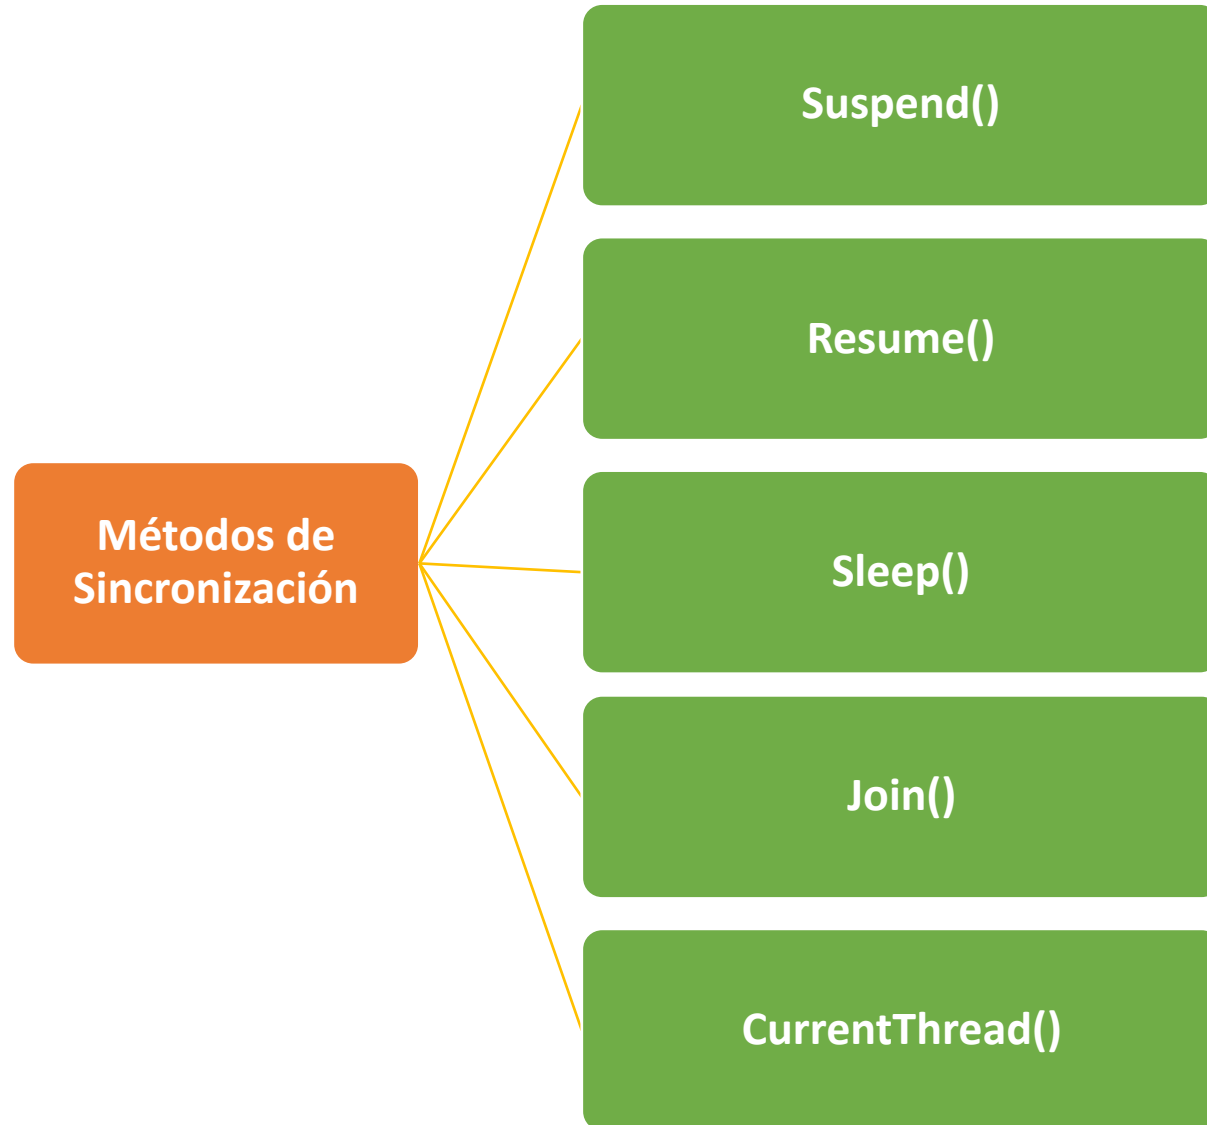 Suspend()
Resume()
Métodos de
Sincronización
Sleep()
Join()
CurrentThread()